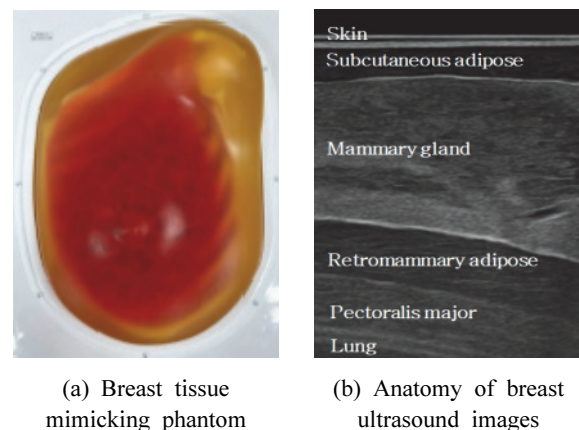 Skin
Subcutaneous adipose
Mammary gland
Retromammary adipose
Pectoralis major
Lung
(a) Breast tissue
mimicking phantom
(b) Anatomy of breast
ultrasound images